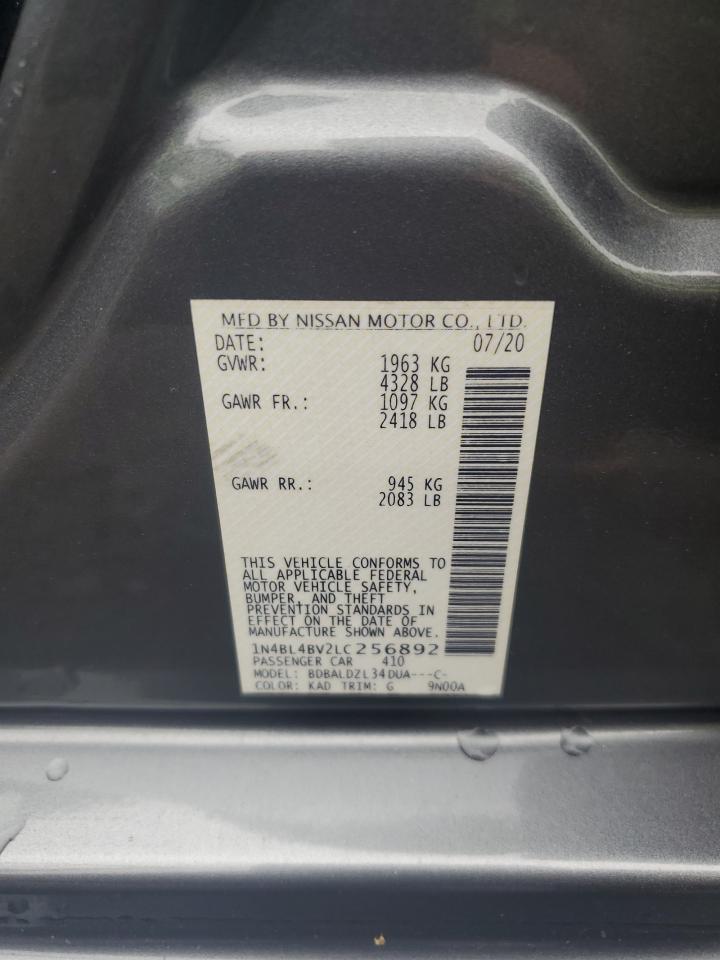 MFD BY NISSAN MOTOR CO., LTD.
DATE: 07/20
GVWR: 1963 KG
4328 LB
GAWR FR.: 1097 KG
2418 LB
GAWR RR.: 945 KG
2083 LB
THIS VEHICLE CONFORMS TO
ALL APPLICABLE FEDERAL
MOTOR VEHICLE SAFETY,
BUMPER, AND THEFT
PREVENTION STANDARDS IN
EFFECT ON THE DATE OF
MANUFACTURE SHOWN ABOVE.
1N4BL4BV2LC256892
PASSENGER CAR 410
MODEL: BDBALDZL34DUA---C-
COLOR: KAD TRIM: G 9N00A